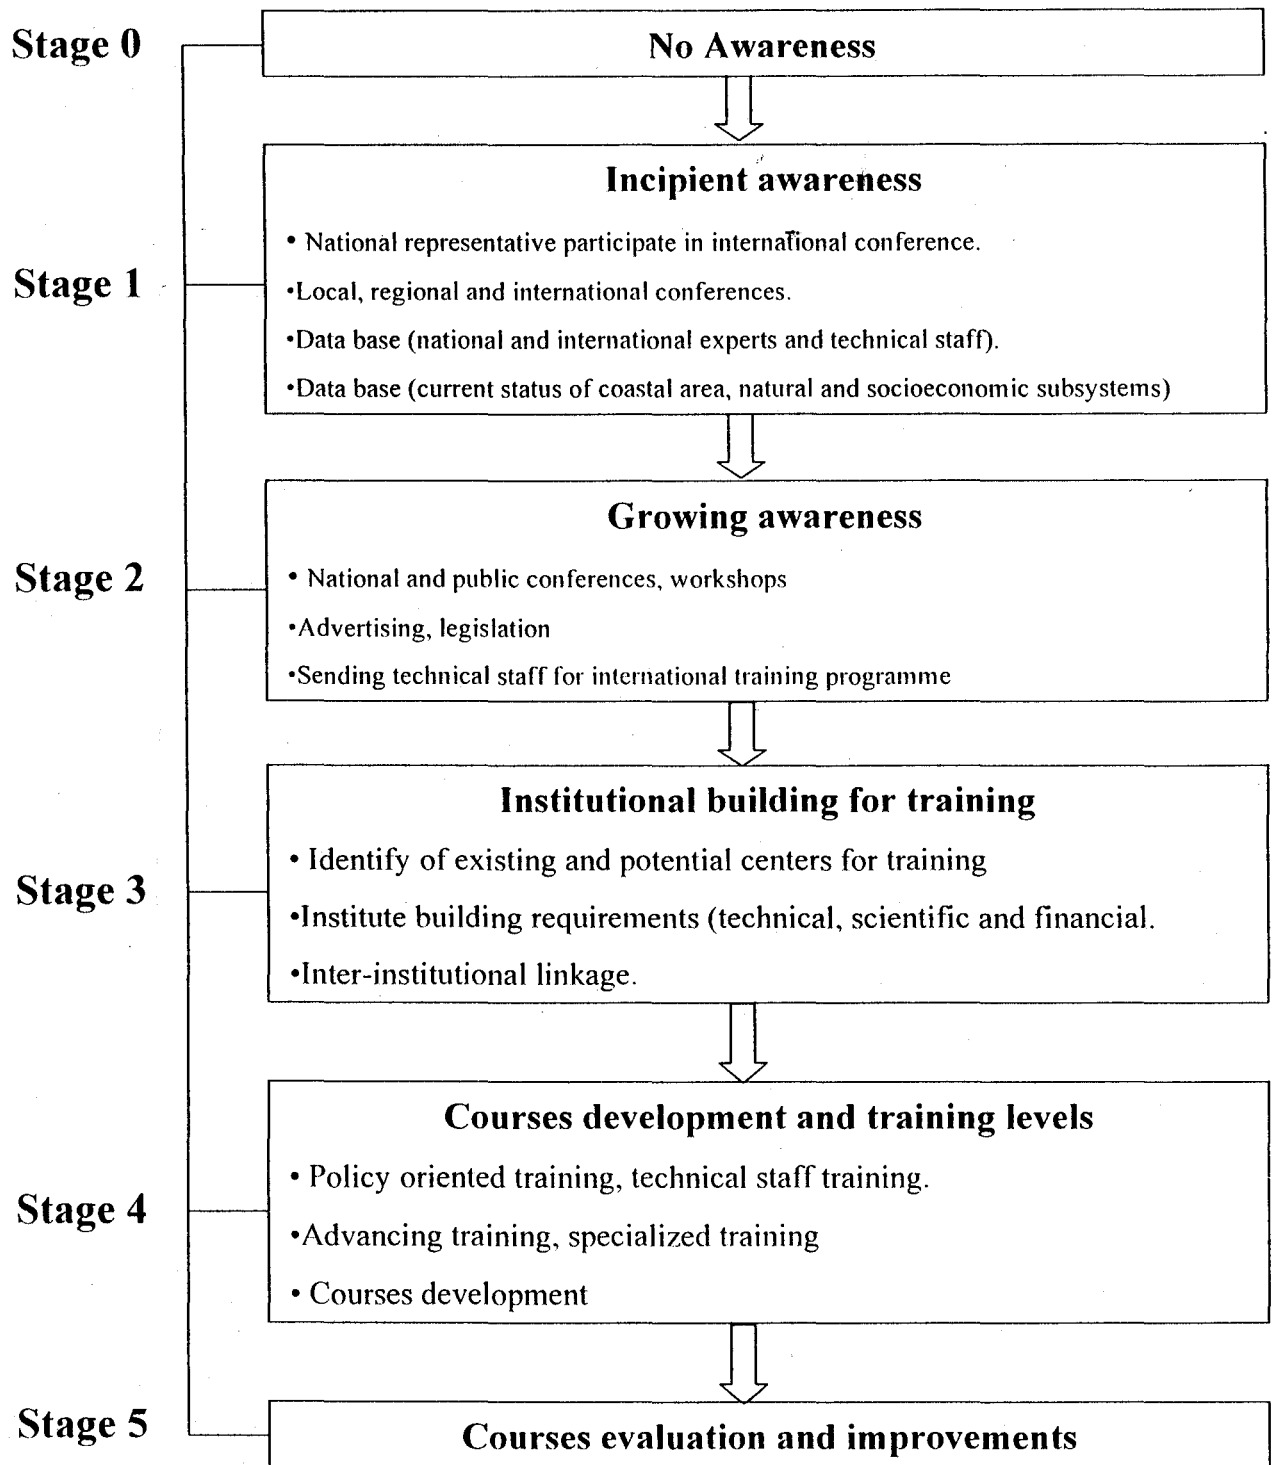 Stage 0
No Awareness
Stage 1
Incipient awareness
• National representative participate in international conference.
•Local, regional and international conferences.
•Data base (national and international experts and technical staff).
•Data base (current status of coastal area, natural and socioeconomic subsystems)
Stage 2
Growing awareness
• National and public conferences, workshops
•Advertising, legislation
•Sending technical staff for international training programme
Stage 3
Institutional building for training
• Identify of existing and potential centers for training
•Institute building requirements (technical, scientific and financial.
•Inter-institutional linkage.
Stage 4
Courses development and training levels
• Policy oriented training, technical staff training.
•Advancing training, specialized training
• Courses development
Stage 5
Courses evaluation and improvements